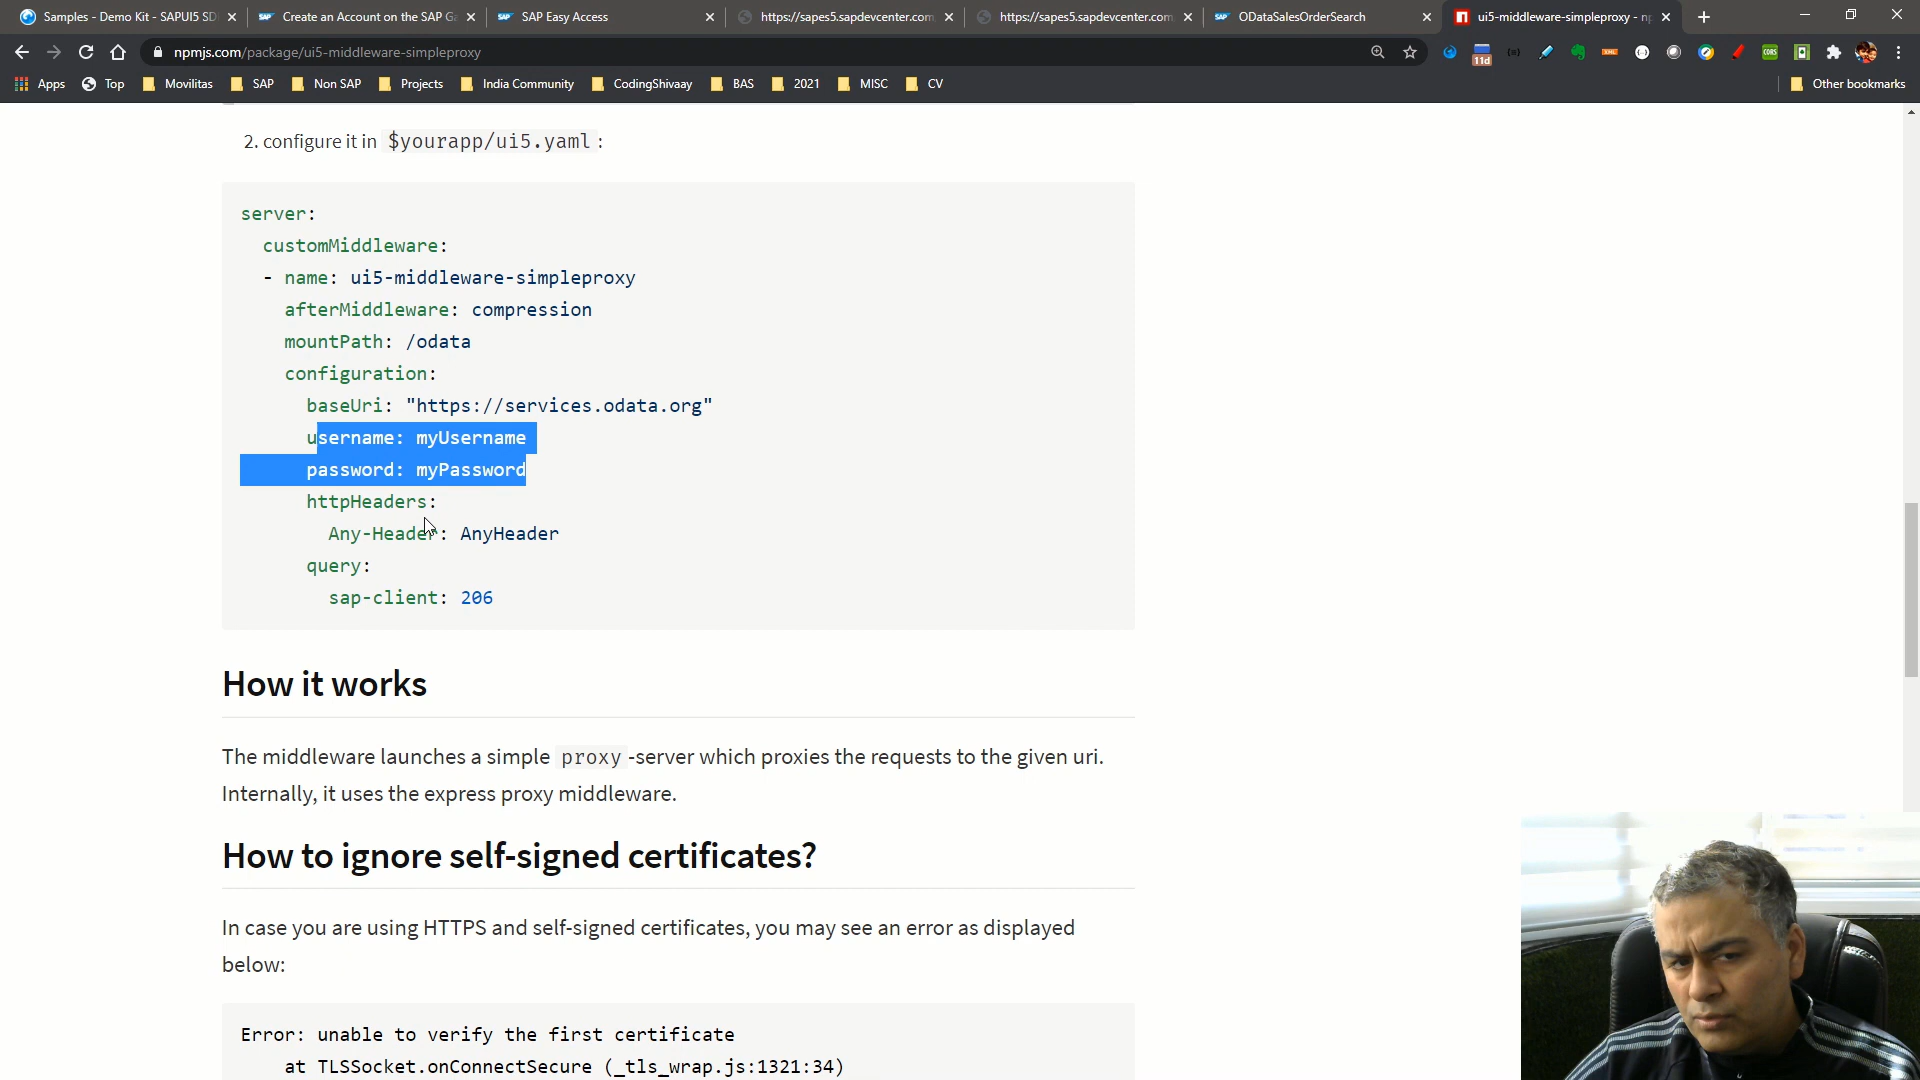 Samples - Demo Kit - SAPUI5 SD
Create an Account on the SAP Ga
SAP Easy Access
https://sapes5.sapdevcenter.com
https://sapes5.sapdevcenter.com
ODataSalesOrderSearch
ui5-middleware-simpleproxy - np
npmjs.com/package/ui5-middleware-simpleproxy
11d
Apps
Top
Movilitas
SAP
Non SAP
Projects
India Community
CodingShivaay
BAS
2021
MISC
CV
Other bookmarks
2. configure it in $yourapp/ui5.yaml :
server:
customMiddleware:
- name: ui5-middleware-simpleproxy
afterMiddleware: compression
mountPath: /odata
configuration:
baseUri: "https://services.odata.org"
username: myUsername
password: myPassword
httpHeaders:
Any-Header: AnyHeader
query:
sap-client: 206
How it works
The middleware launches a simple proxy -server which proxies the requests to the given uri.
Internally, it uses the express proxy middleware.
How to ignore self-signed certificates?
In case you are using HTTPS and self-signed certificates, you may see an error as displayed
below:
Error: unable to verify the first certificate
at TLSSocket.onConnectSecure (_tls_wrap.js:1321:34)